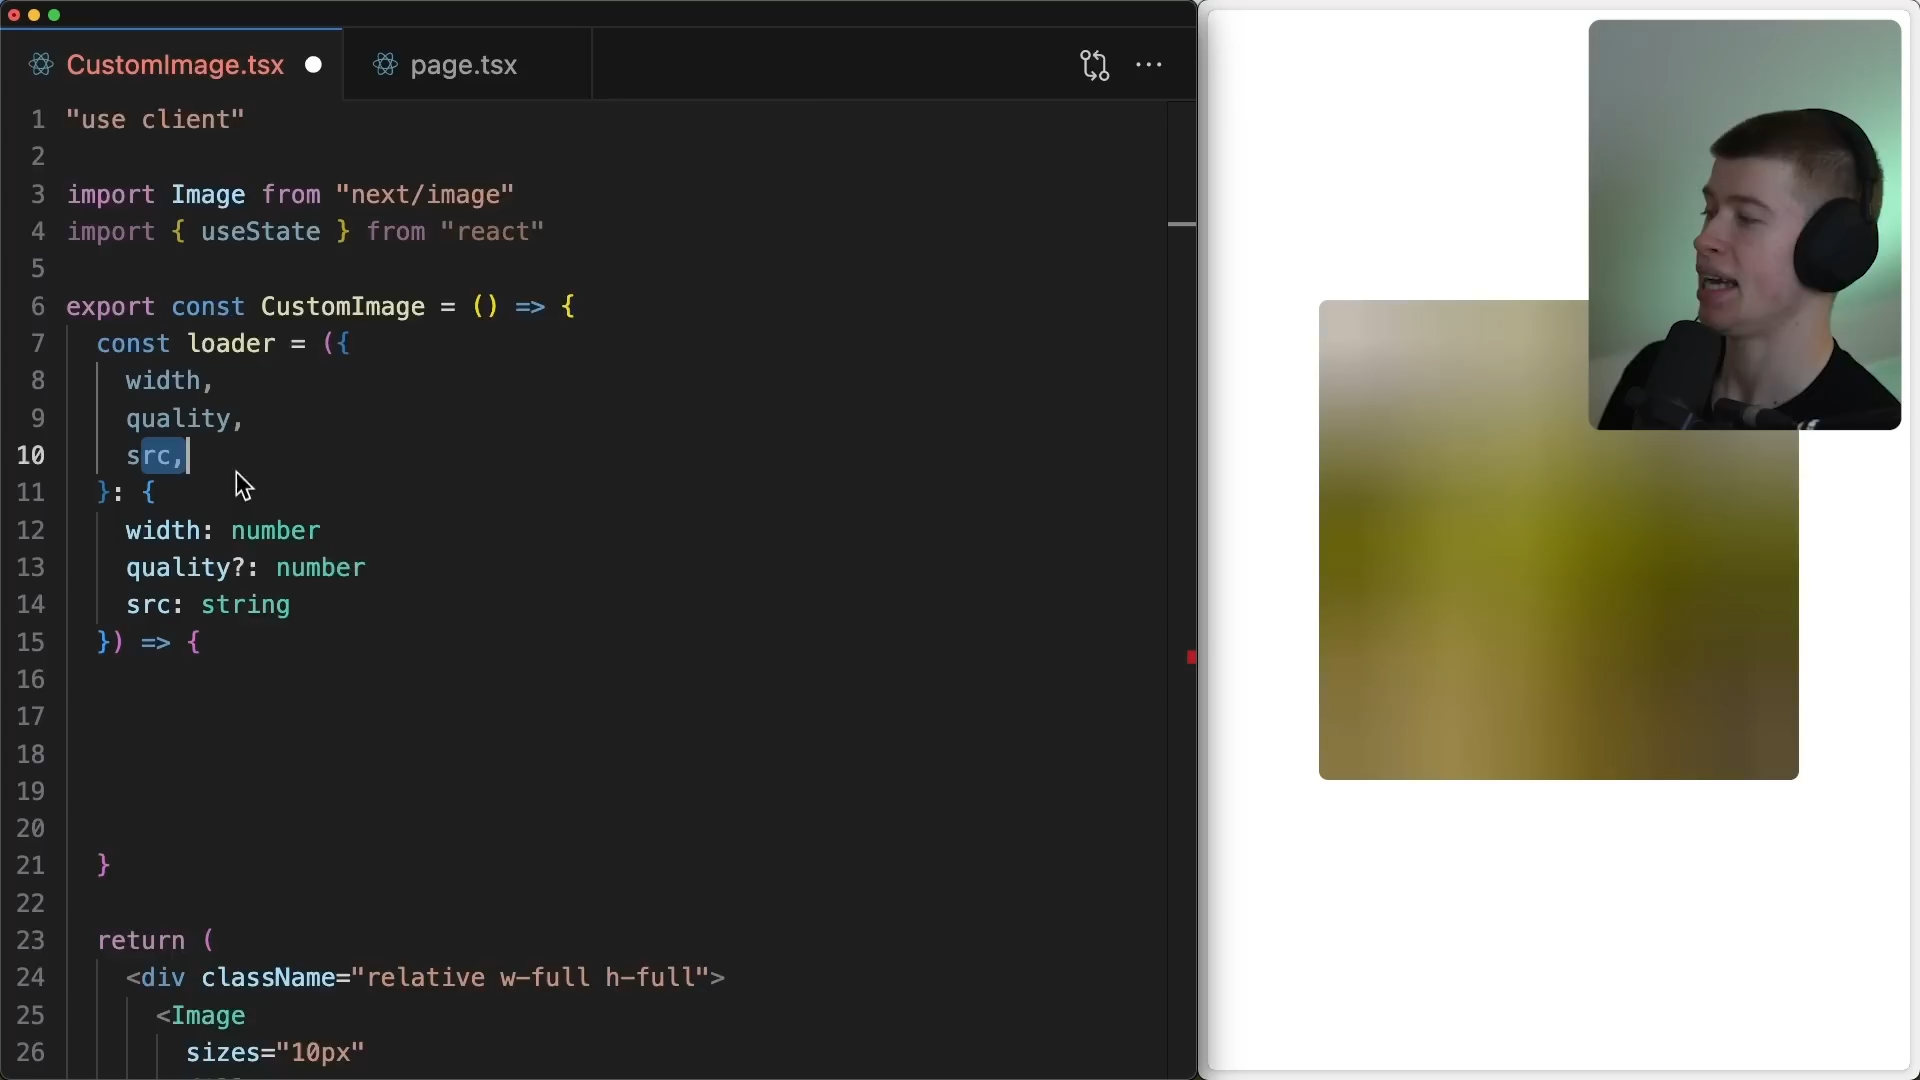 CustomImage.tsx
page.tsx
1 "use client"
2
3 import Image from "next/image"
4 import { useState } from "react"
5
6 export const CustomImage = () => {
7 const loader = ({
8 width,
9 quality,
10 src,
11 }: {
12 width: number
13 quality?: number
14 src: string
15 }) => {
16
17
18
19
20
21 }
22
23 return (
24 <div className="relative w-full h-full">
25 <Image
26 sizes="10px"